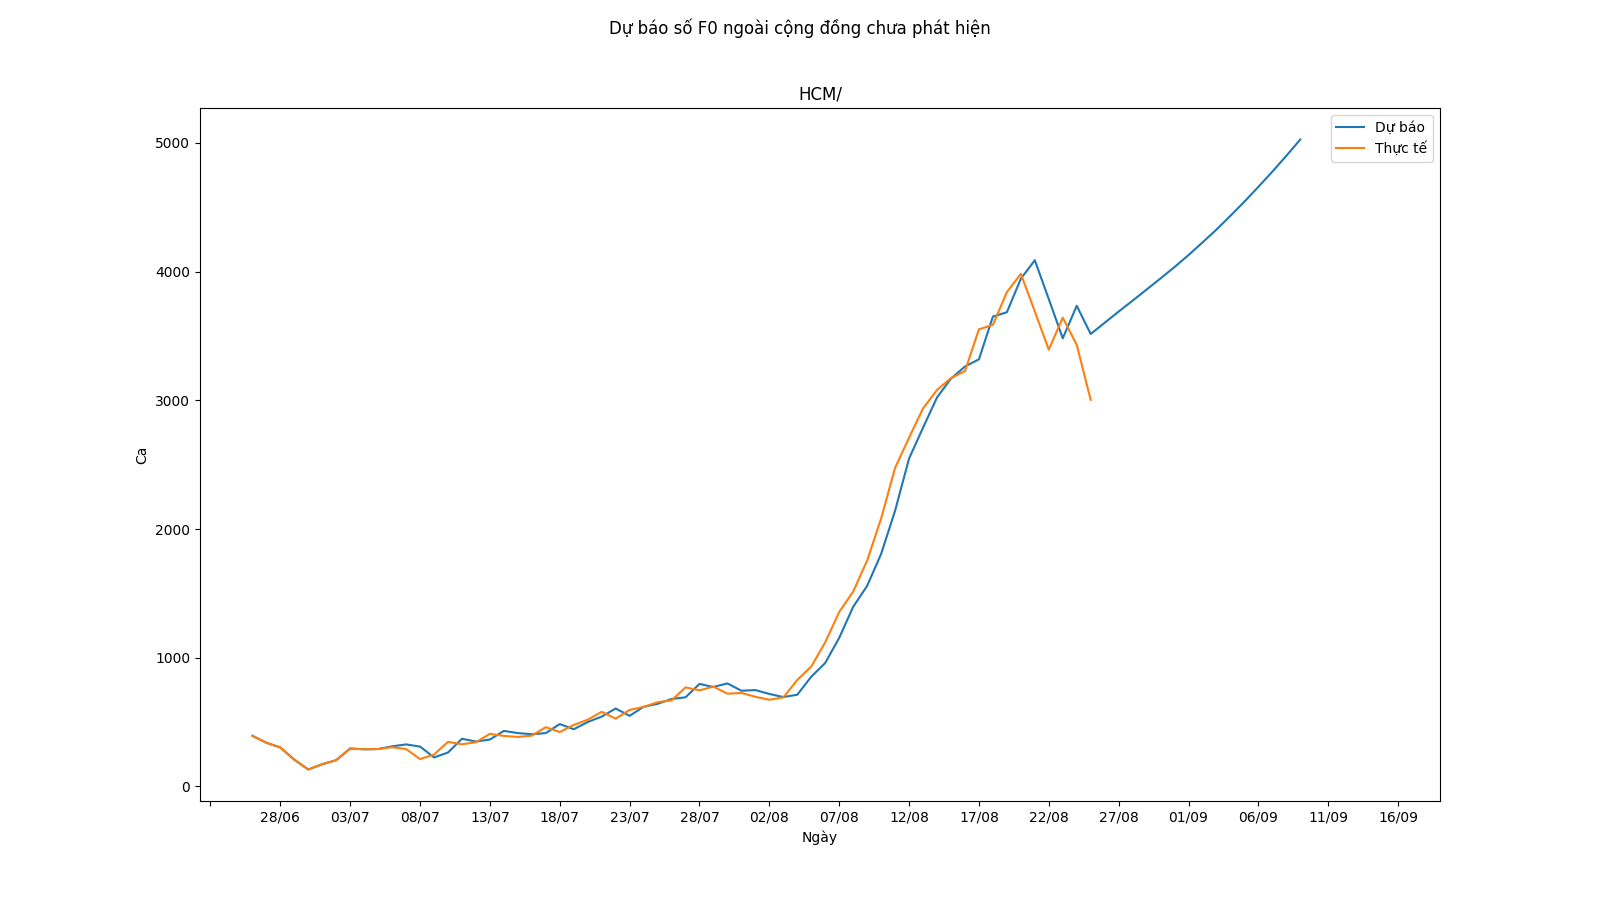 Dự báo số F0 ngoài cộng đồng chưa phát hiện
HCM/
Dự báo
Thực tế
5000
4000
3000
2000
1000
0
Ca
28/06 03/07 08/07 13/07 18/07 23/07 28/07 02/08 07/08 12/08 17/08 22/08 27/08 01/09 06/09 11/09 16/09
Ngày